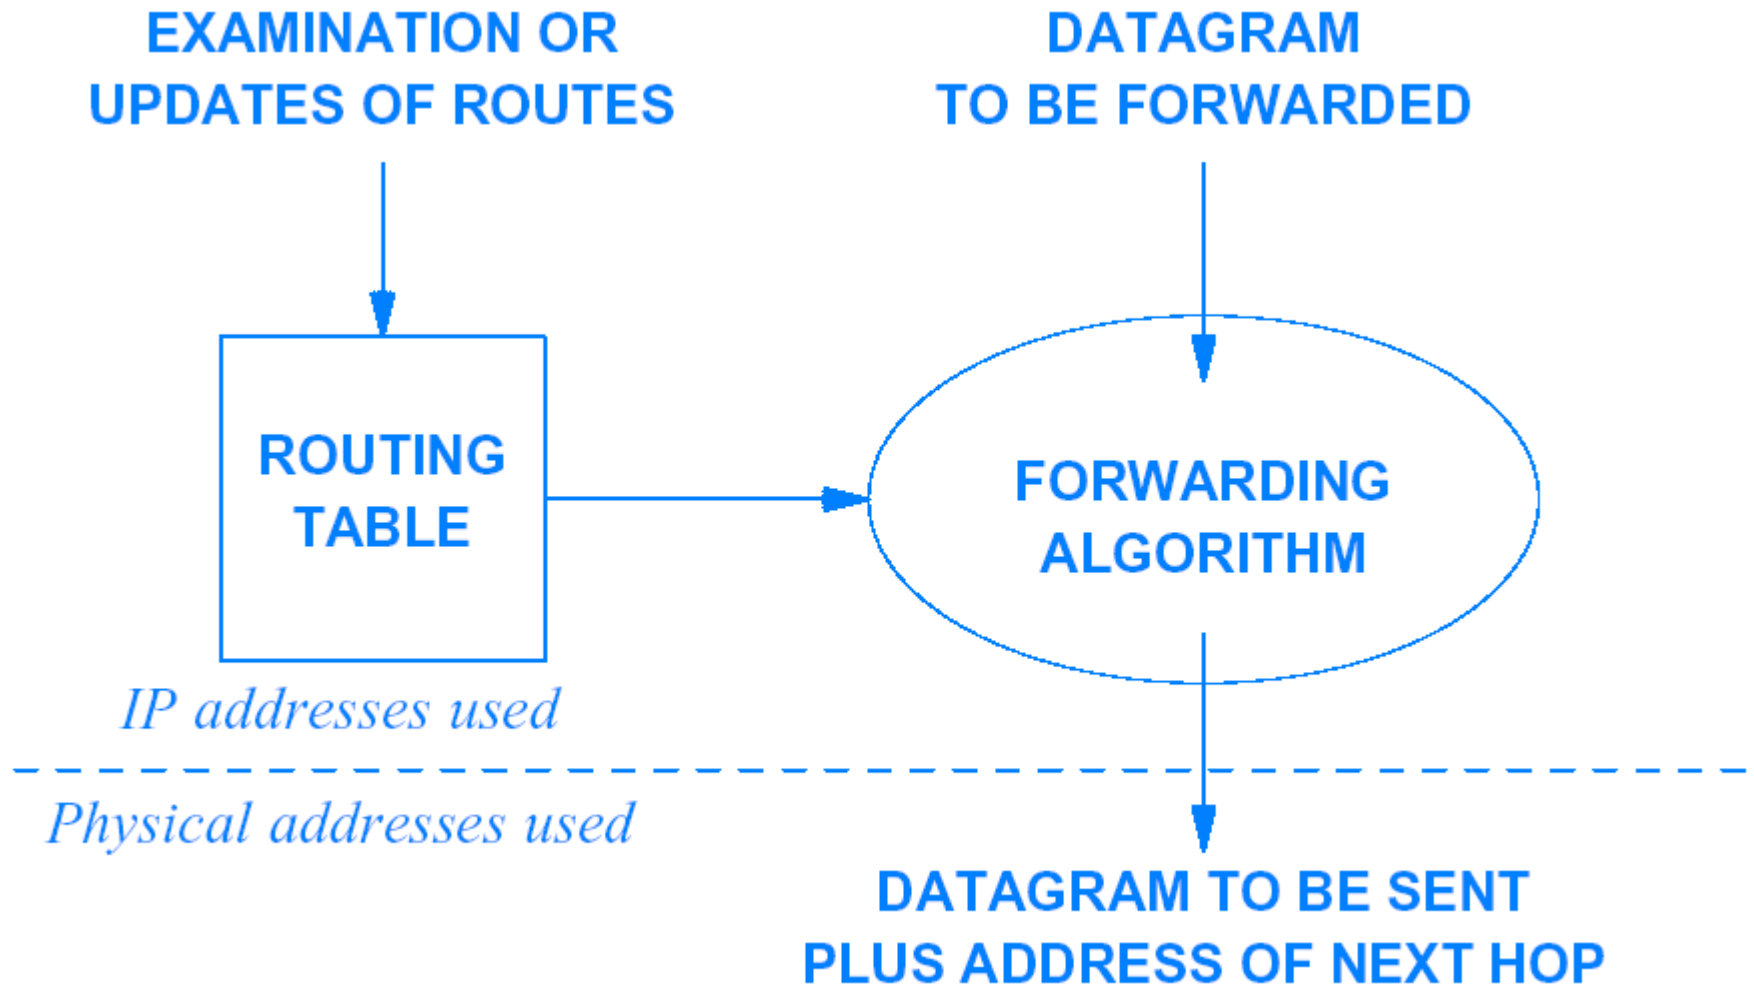 EXAMINATION OR
UPDATES OF ROUTES
DATAGRAM
TO BE FORWARDED
ROUTING
TABLE
FORWARDING
ALGORITHM
IP addresses used
Physical addresses used
DATAGRAM TO BE SENT
PLUS ADDRESS OF NEXT HOP